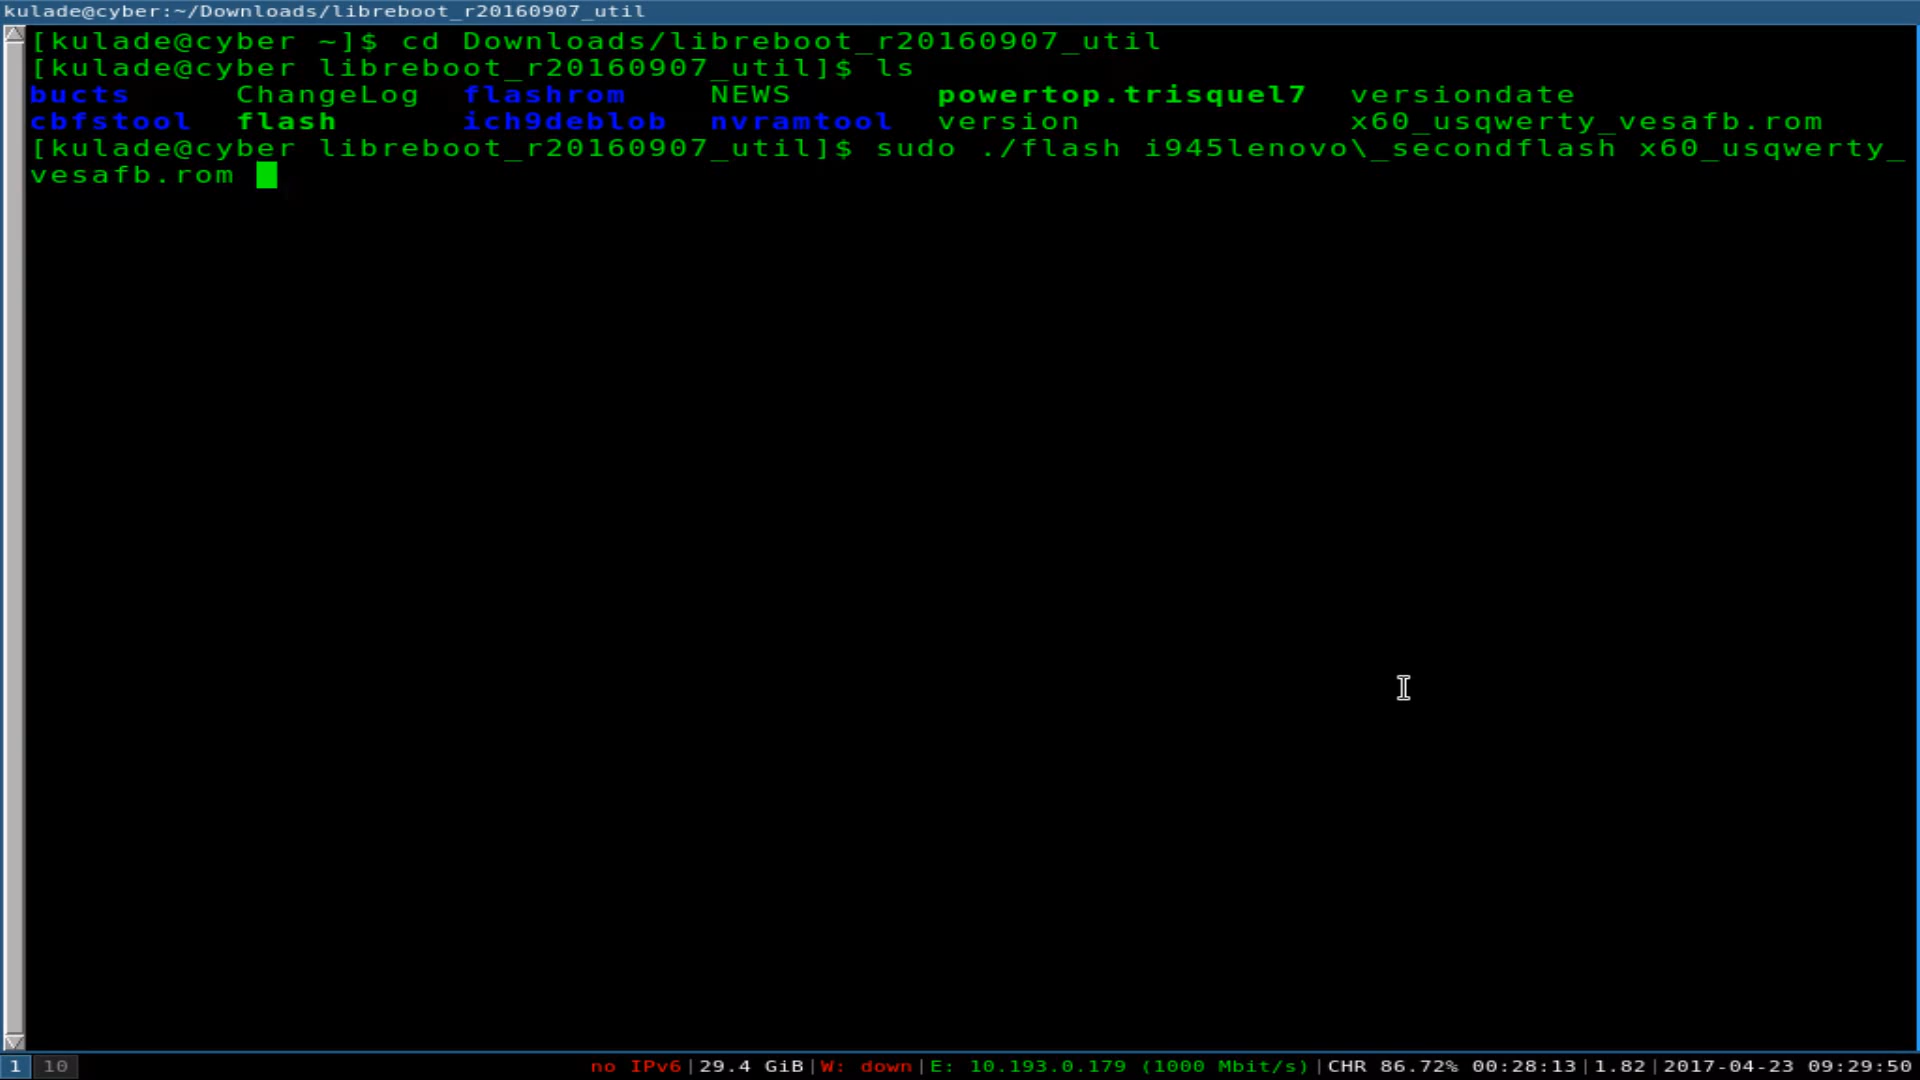 kulade@cyber:~/Downloads/libreboot_r20160907_util
[kulade@cyber ~]$ cd Downloads/libreboot_r20160907_util
[kulade@cyber libreboot_r20160907_util]$ ls
bucts ChangeLog flashrom NEWS powertop.trisquel7 versiondate
cbfstool flash ich9deblob nvramtool version x60_usqwerty_vesafb.rom
[kulade@cyber libreboot_r20160907_util]$ sudo ./flash i945lenovo\_secondflash x60_usqwerty_
vesafb.rom
1 10 no IPv6|29.4 GiB|W: down|E: 10.193.0.179 (1000 Mbit/s)|CHR 86.72% 00:28:13|1.82|2017-04-23 09:29:50